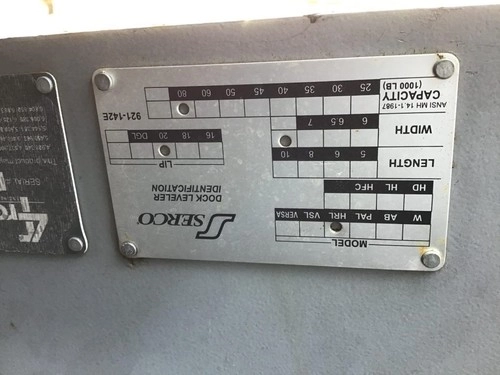 SERCO
DOCK LEVELER
IDENTIFICATION
MODEL
W AB PAL HRL VSL VERSA
HD HL HFC
LENGTH
5 6 8 10
LIP
16 18 20 DGL
WIDTH
6 6.5 7
ANSI MH 14.1-1987
CAPACITY
(1000 LB)
25 30 35 40 45 50 60 80
921-142E
SERIAL